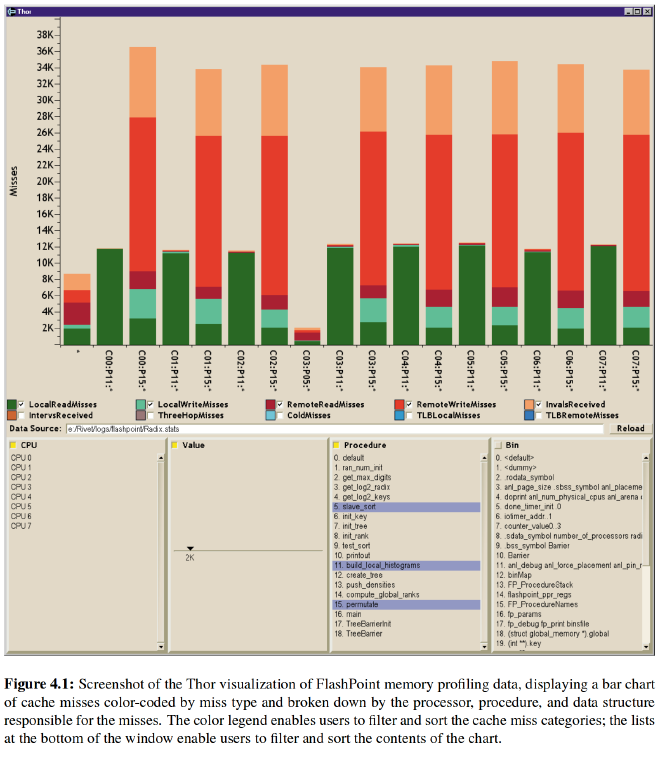 Thor
38K
36K
34K
32K
30K
28K
26K
24K
22K
20K
18K
16K
14K
12K
10K
8K
6K
4K
2K
Misses
*
C00:P11:*
C00:P15:*
C01:P11:*
C01:P15:*
C02:P11:*
C02:P15:*
C03:P05:*
C03:P11:*
C03:P15:*
C04:P11:*
C04:P15:*
C05:P11:*
C05:P15:*
C06:P11:*
C06:P15:*
C07:P11:*
C07:P15:*
LocalReadMisses LocalWriteMisses RemoteReadMisses RemoteWriteMisses InvalsReceived
IntervsReceived ThreeHopMisses ColdMisses TLBLocalMisses TLBRemoteMisses
Data Source: e:/Rivet/logs/flashpoint/Radix.stats Reload
CPU
CPU 0
CPU 1
CPU 2
CPU 3
CPU 4
CPU 5
CPU 6
CPU 7
Value
2K
Procedure
0. default
1. ran_num_init
2. get_max_digits
3. get_log2_radix
4. get_log2_keys
5. slave_sort
6. init_key
7. init_tree
8. init_rank
9. test_sort
10. printout
11. build_local_histograms
12. create_tree
13. push_densities
14. compute_global_ranks
15. permutate
16. main
17. TreeBarrierInit
18. TreeBarrier
Bin
0. <default>
1. <dummy>
2. .rodata_symbol
3. anl_page_size .sbss_symbol anl_placeme
4. doprint anl_num_physical_cpus anl_arena
5. done_timer_init .0
6. iotimer_addr..1
7. counter_value0..3
8. .sdata_symbol number_of_processors radi
9. .bss_symbol Barrier
10. Barrier
11. anl_debug anl_force_placement anl_pin_r
12. binMap
13. FP_ProcedureStack
14. flashpoint_ppr_regs
15. FP_ProcedureNames
16. fp_params
17. fp_debug fp_print binsfile
18. (struct global_memory *) global
19. (int **) key
Figure 4.1: Screenshot of the Thor visualization of FlashPoint memory profiling data, displaying a bar chart
of cache misses color-coded by miss type and broken down by the processor, procedure, and data structure
responsible for the misses. The color legend enables users to filter and sort the cache miss categories; the lists
at the bottom of the window enable users to filter and sort the contents of the chart.